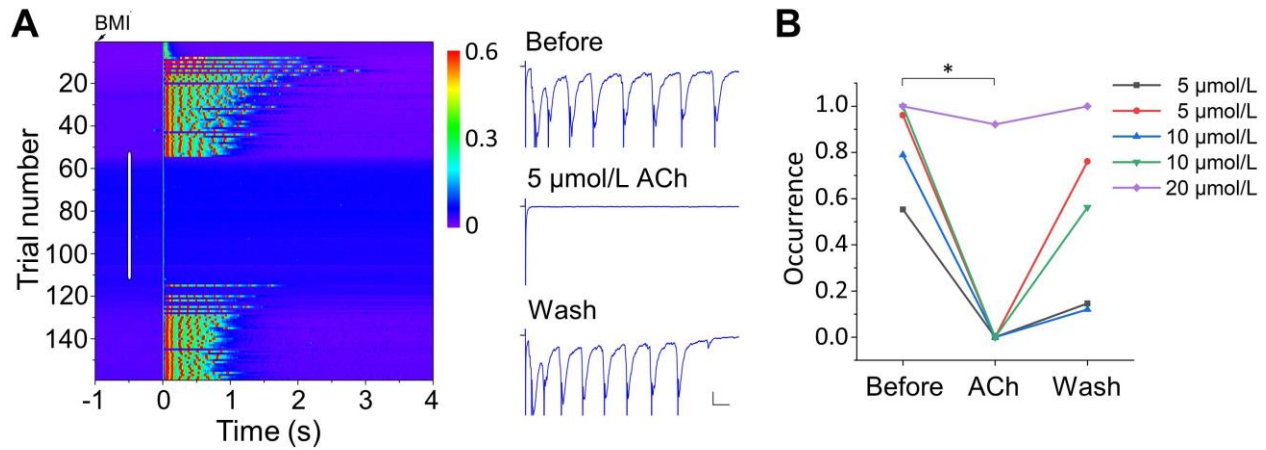 A
BMI
Trial number
20
40
60
80
100
120
140
-1
0
1
2
3
4
Time (s)
0.6
0.3
0
Before
5 μmol/L ACh
Wash
B
*
Occurrence
1.0
0.8
0.6
0.4
0.2
0.0
Before
ACh
Wash
5 μmol/L
5 μmol/L
10 μmol/L
10 μmol/L
20 μmol/L